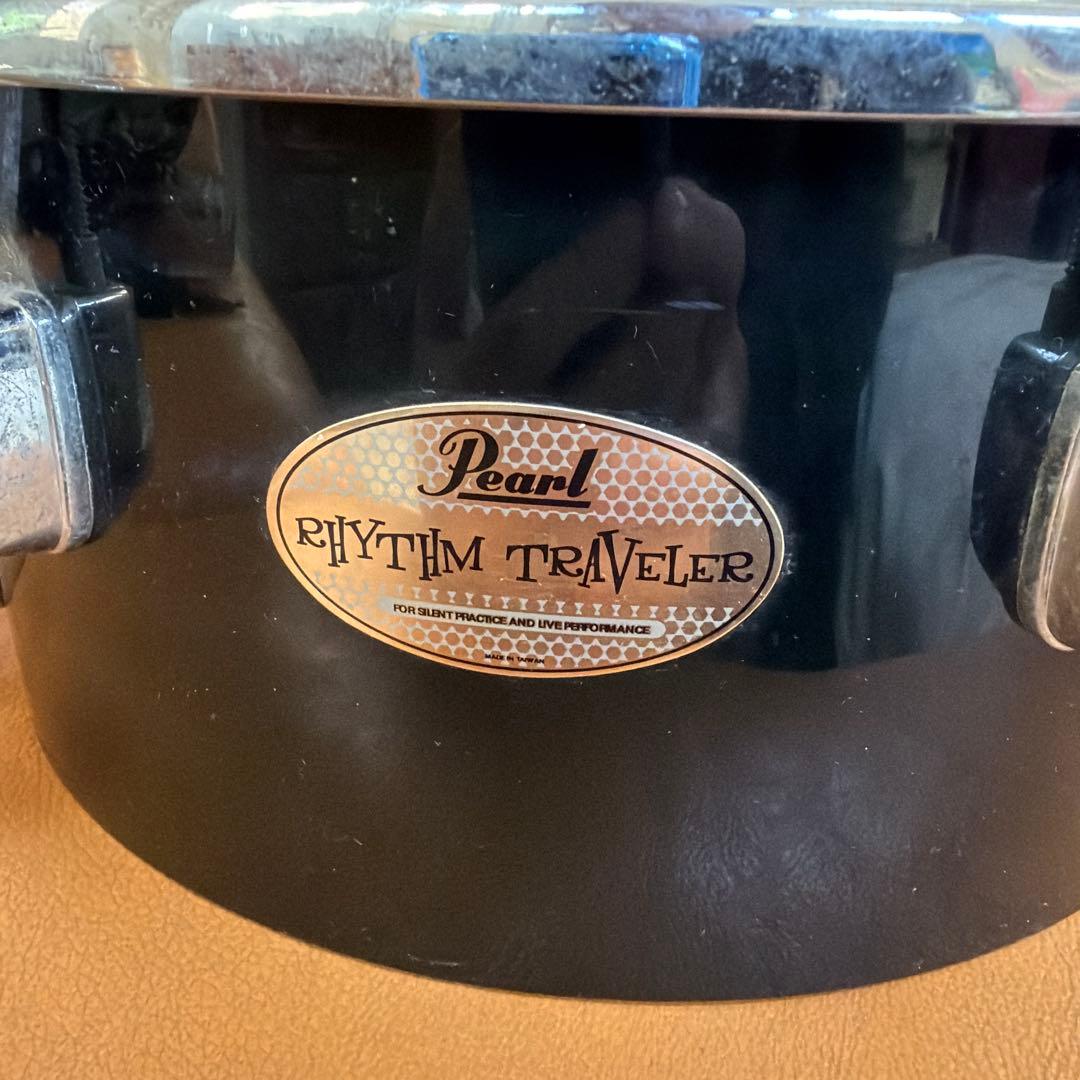 Pearl
RHYTHM TRAVELER
FOR SILENT PRACTICE AND LIVE PERFORMANCE
MADE IN TAIWAN